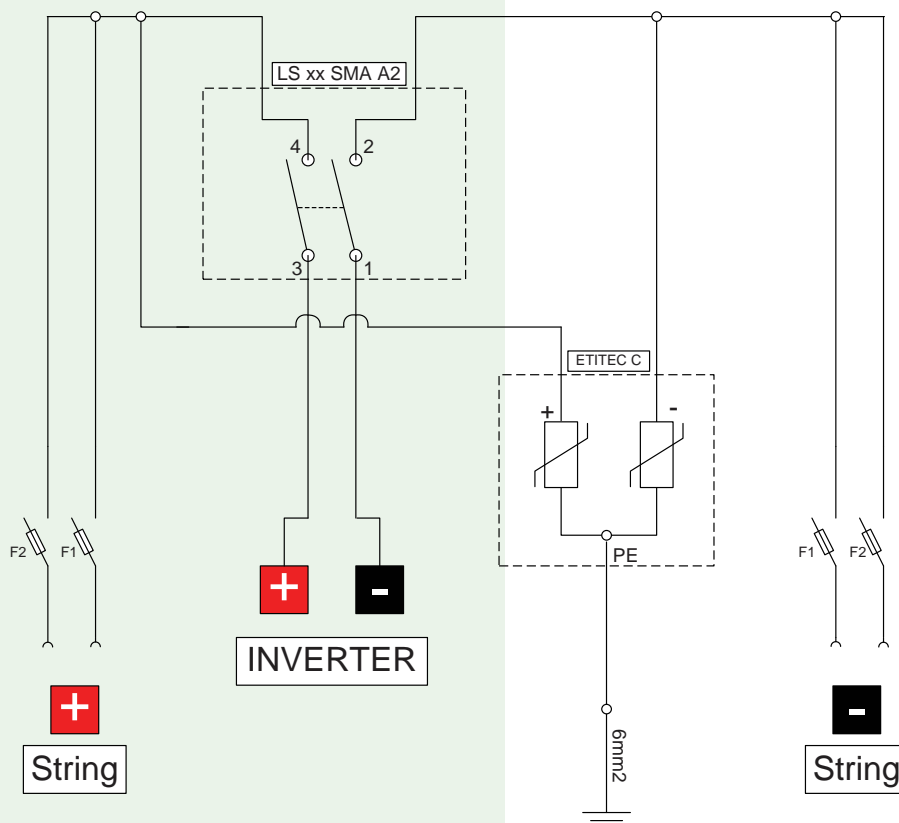 LS xx SMA A2
4
2
3
1
ETITEC C
+
-
F2
F1
F1
F2
PE
+
-
INVERTER
+
-
String
String
6mm2